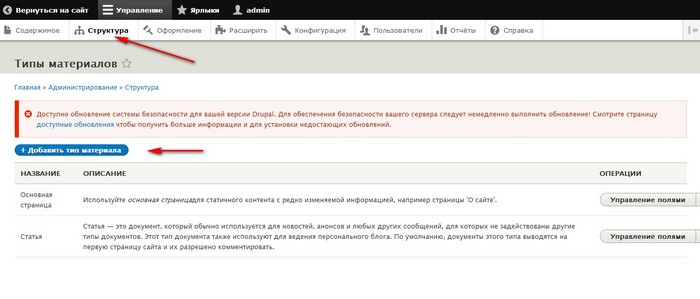 Вернуться на сайт Управление Ярлыки admin
Содержимое Структура Оформление Расширить Конфигурация Пользователи Отчёты Справка
Типы материалов
Главная » Администрирование » Структура
Доступно обновление системы безопасности для вашей версии Drupal. Для обеспечения безопасности вашего сервера следует немедленно выполнить обновление! Смотрите страницу
доступные обновления чтобы получить больше информации и для установки недостающих обновлений.
+ Добавить тип материала
НАЗВАНИЕ ОПИСАНИЕ ОПЕРАЦИИ
Основная
страница
Используйте основная страницадля статичного контента с редко изменяемой информацией, например страницы 'О сайте'.
Управление полями
Статья — это документ, который обычно используется для новостей, анонсов и любых других сообщений, для которых не задействованы другие
Статья
типы документов. Этот тип документа также используют для ведения персонального блога. По умолчанию, документы этого типа выводятся на
Управление полями
первую страницу сайта и их разрешено комментировать.